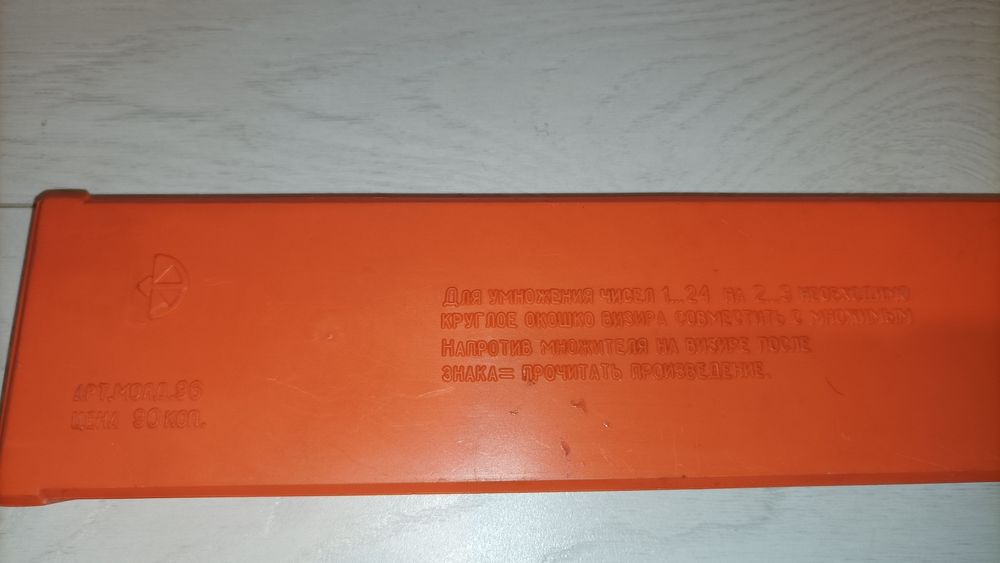 Для умножения чисел 1...24 на 2...9 необходимо
круглое окошко визира совместить с множимым
Напротив множителя на визире после
знака = прочитать произведение.
Арт.молд.96
Цена 90 коп.